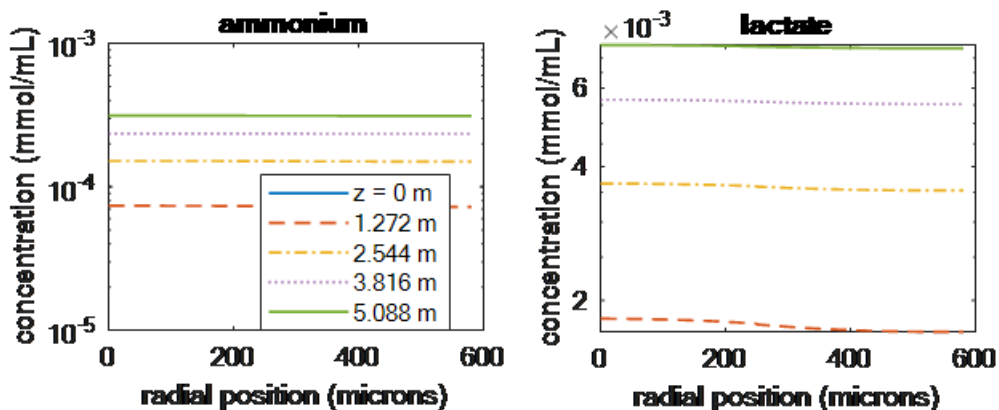 ammonium
concentration (mmol/mL)
10⁻³
10⁻⁴
10⁻⁵
z = 0 m
1.272 m
2.544 m
3.816 m
5.088 m
0 200 400 600
radial position (microns)
lactate
× 10⁻³
concentration (mmol/mL)
6
4
2
0 200 400 600
radial position (microns)